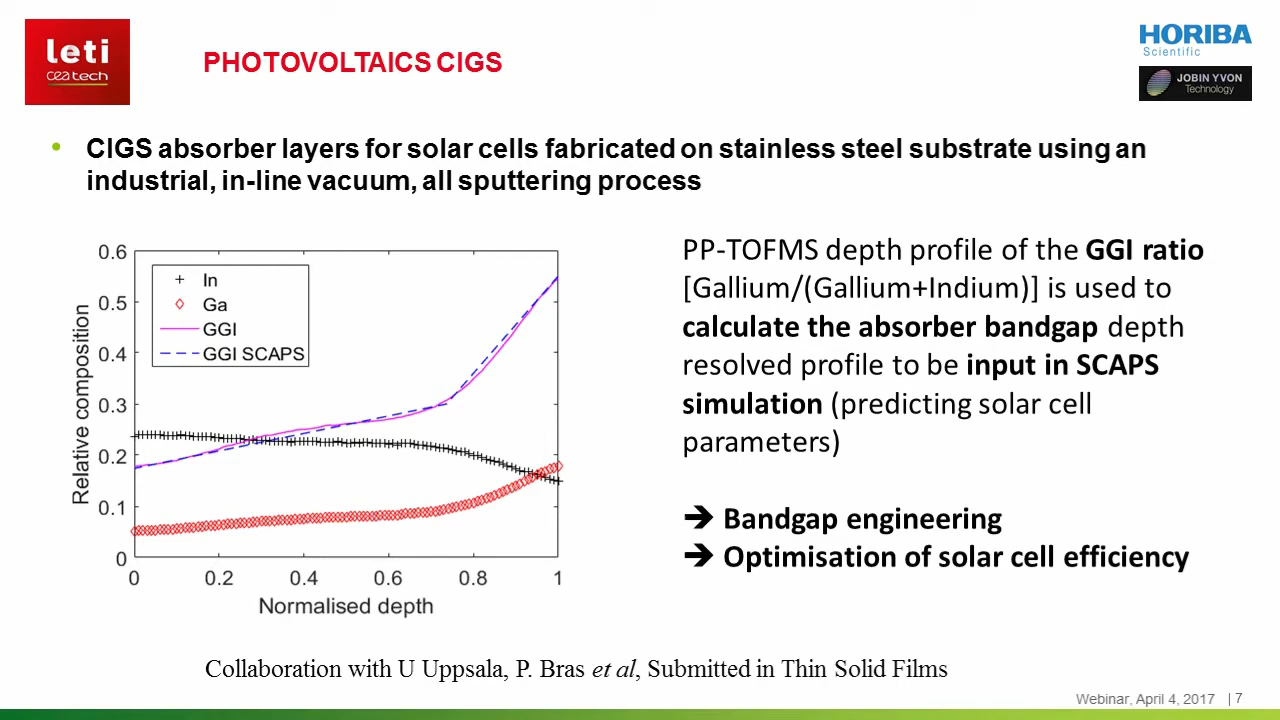 leti
ceatech
PHOTOVOLTAICS CIGS
HORIBA
Scientific
JOBIN YVON
Technology
• CIGS absorber layers for solar cells fabricated on stainless steel substrate using an
industrial, in-line vacuum, all sputtering process
0.6
0.5
0.4
0.3
0.2
0.1
0
Relative composition
In
Ga
GGI
GGI SCAPS
0 0.2 0.4 0.6 0.8 1
Normalised depth
PP-TOFMS depth profile of the GGI ratio
[Gallium/(Gallium+Indium)] is used to
calculate the absorber bandgap depth
resolved profile to be input in SCAPS
simulation (predicting solar cell
parameters)
➔ Bandgap engineering
➔ Optimisation of solar cell efficiency
Collaboration with U Uppsala, P. Bras et al, Submitted in Thin Solid Films
Webinar, April 4, 2017 | 7